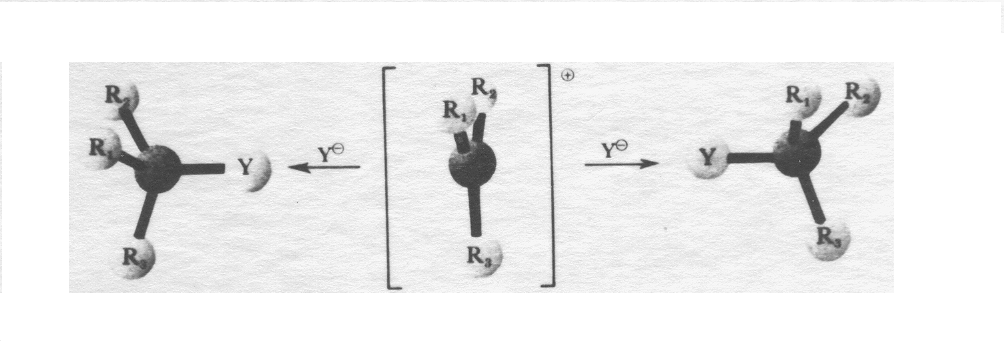 R₂
R₁
R₃
Y
Y⊖
R₁
R₂
R₃
⊕
Y⊖
Y
R₁
R₂
R₃